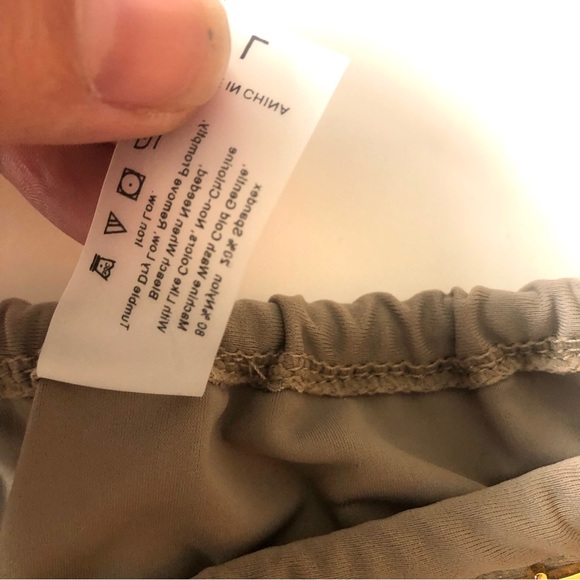 80%Nylon 20% Spandex
Machine Wash Cold Gentle,
With Like Colors, Non-Chlorine
Bleach When Needed,
Tumble Dry Low, Remove Promptly,
Iron Low.
IN CHINA
L